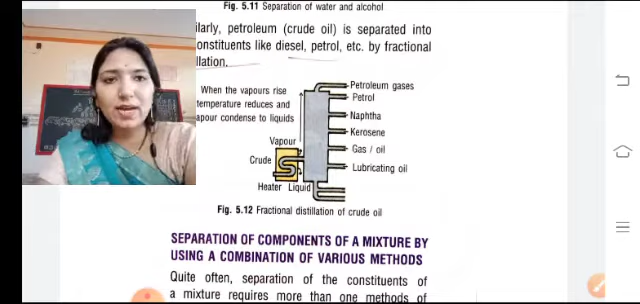 Fig. 5.11 Separation of water and alcohol
ilarly, petroleum (crude oil) is separated into
onstituents like diesel, petrol, etc. by fractional
llation.
When the vapours rise
temperature reduces and
apour condense to liquids
Petroleum gases
Petrol
Naphtha
Kerosene
Gas / oil
Lubricating oil
Vapour
Crude
Heater Liquid
Fig. 5.12 Fractional distillation of crude oil
SEPARATION OF COMPONENTS OF A MIXTURE BY
USING A COMBINATION OF VARIOUS METHODS
Quite often, separation of the constituents of
a mixture requires more than one methods of